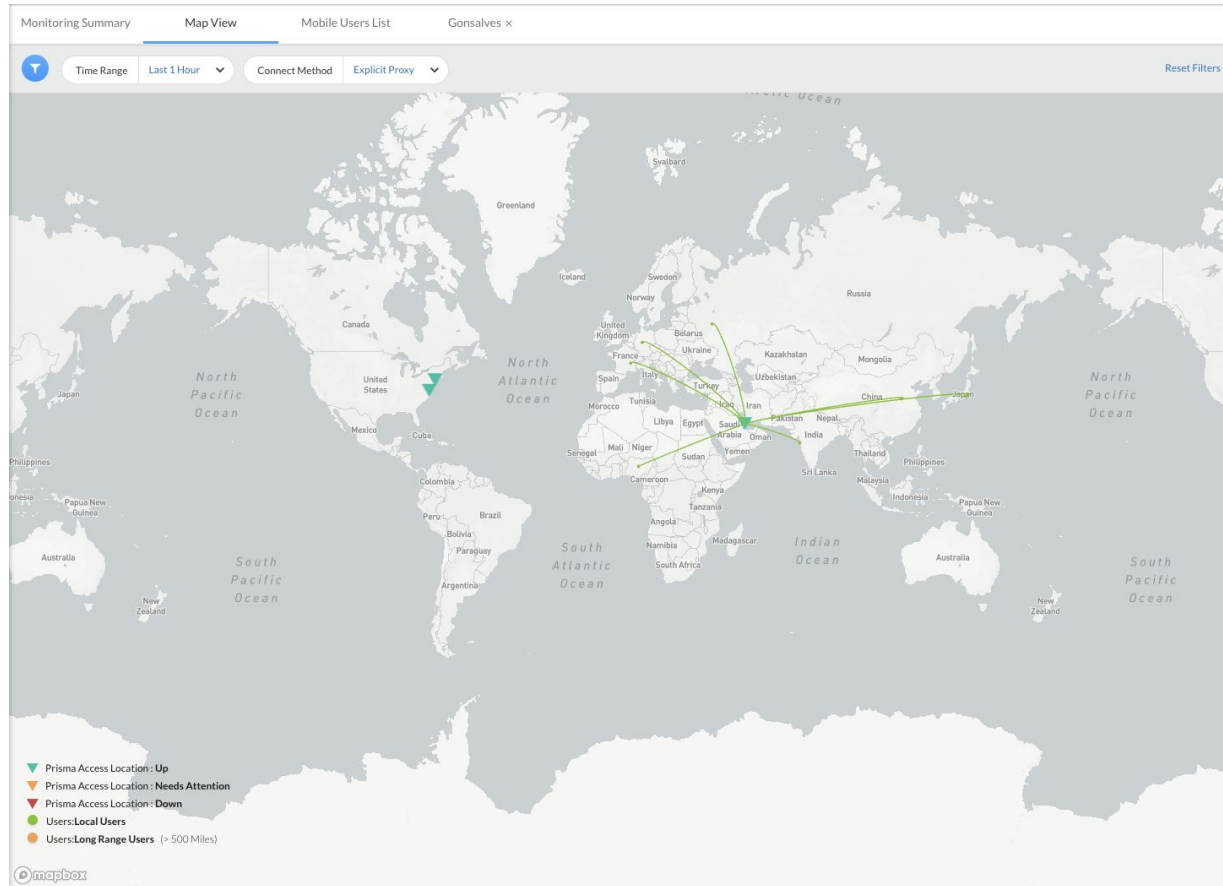 Monitoring Summary Map View Mobile Users List Gonsalves ×
Time Range Last 1 Hour Connect Method Explicit Proxy Reset Filters
Arctic Ocean
Svalbard
Greenland
Iceland
Sweden
Norway
Russia
Canada
United Kingdom
Belarus
Ukraine
France
Kazakhstan
Mongolia
North Pacific Ocean
United States
North Atlantic Ocean
Spain
Italy
Turkey
Uzbekistan
North Pacific Ocean
Japan
China
Japan
Mexico
Cuba
Morocco
Tunisia
Libya
Egypt
Iraq
Iran
Saudi Arabia
Oman
Pakistan
Nepal
India
Senegal
Mali
Niger
Sudan
Yemen
Thailand
Philippines
Philippines
Sri Lanka
Malaysia
Colombia
Cameroon
Kenya
Indonesia
onesia
Papua New Guinea
Papua New Guinea
Peru
Brazil
Tanzania
Angola
Bolivia
Namibia
Madagascar
Indian Ocean
Paraguay
Australia
South Pacific Ocean
South Atlantic Ocean
South Africa
Australia
South Pacific Ocean
Argentina
New Zealand
New Zealand
Prisma Access Location : Up
Prisma Access Location : Needs Attention
Prisma Access Location : Down
Users:Local Users
Users:Long Range Users (> 500 Miles)
mapbox